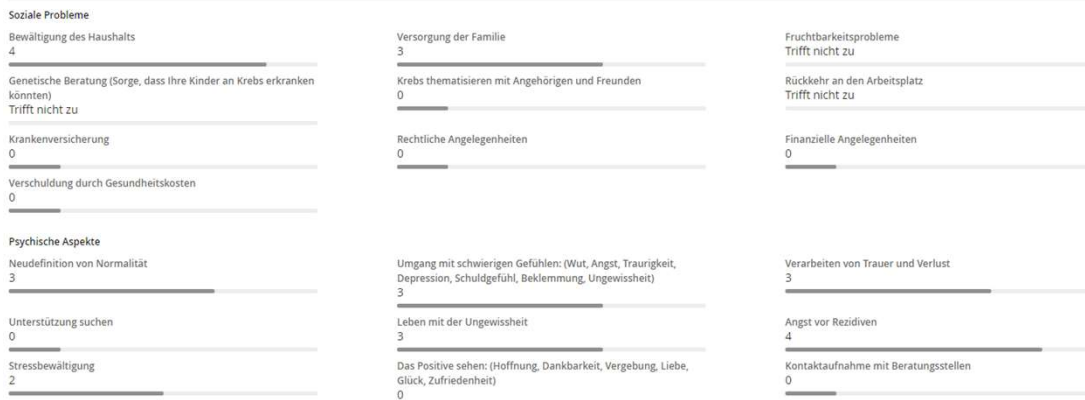 Soziale Probleme
Bewältigung des Haushalts
4
Versorgung der Familie
3
Fruchtbarkeitsprobleme
Trifft nicht zu
Genetische Beratung (Sorge, dass Ihre Kinder an Krebs erkranken
könnten)
Trifft nicht zu
Krebs thematisieren mit Angehörigen und Freunden
0
Rückkehr an den Arbeitsplatz
Trifft nicht zu
Krankenversicherung
0
Rechtliche Angelegenheiten
0
Finanzielle Angelegenheiten
0
Verschuldung durch Gesundheitskosten
0
Psychische Aspekte
Neudefinition von Normalität
3
Umgang mit schwierigen Gefühlen: (Wut, Angst, Traurigkeit,
Depression, Schuldgefühl, Beklemmung, Ungewissheit)
3
Verarbeiten von Trauer und Verlust
3
Unterstützung suchen
0
Leben mit der Ungewissheit
3
Angst vor Rezidiven
4
Stressbewältigung
2
Das Positive sehen: (Hoffnung, Dankbarkeit, Vergebung, Liebe,
Glück, Zufriedenheit)
0
Kontaktaufnahme mit Beratungsstellen
0